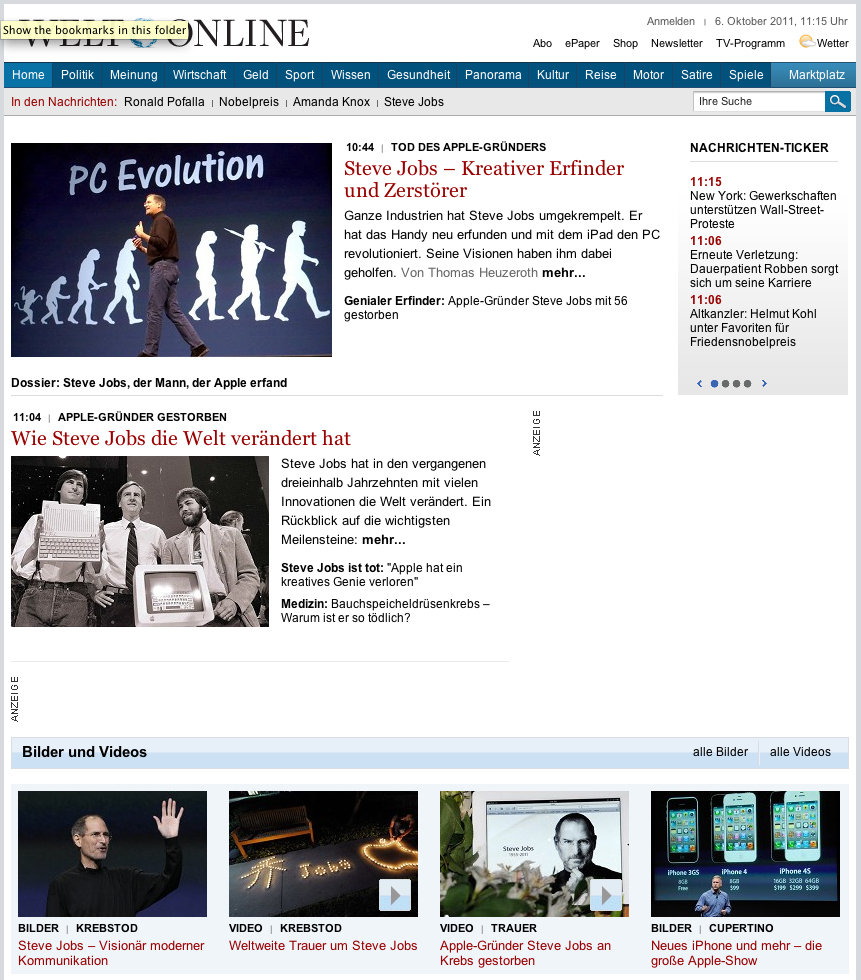 Show the bookmarks in this folder
WELT ONLINE
Anmelden | 6. Oktober 2011, 11:15 Uhr
Abo ePaper Shop Newsletter TV-Programm Wetter
Home Politik Meinung Wirtschaft Geld Sport Wissen Gesundheit Panorama Kultur Reise Motor Satire Spiele Marktplatz
In den Nachrichten: Ronald Pofalla | Nobelpreis | Amanda Knox | Steve Jobs
Ihre Suche
PC Evolution
10:44 | TOD DES APPLE-GRÜNDERS
Steve Jobs – Kreativer Erfinder
und Zerstörer
Ganze Industrien hat Steve Jobs umgekrempelt. Er
hat das Handy neu erfunden und mit dem iPad den PC
revolutioniert. Seine Visionen haben ihm dabei
geholfen. Von Thomas Heuzeroth mehr...
Genialer Erfinder: Apple-Gründer Steve Jobs mit 56
gestorben
Dossier: Steve Jobs, der Mann, der Apple erfand
NACHRICHTEN-TICKER
11:15
New York: Gewerkschaften
unterstützen Wall-Street-
Proteste
11:06
Erneute Verletzung:
Dauerpatient Robben sorgt
sich um seine Karriere
11:06
Altkanzler: Helmut Kohl
unter Favoriten für
Friedensnobelpreis
11:04 | APPLE-GRÜNDER GESTORBEN
Wie Steve Jobs die Welt verändert hat
Steve Jobs hat in den vergangenen
dreieinhalb Jahrzehnten mit vielen
Innovationen die Welt verändert. Ein
Rückblick auf die wichtigsten
Meilensteine: mehr...
Steve Jobs ist tot: "Apple hat ein
kreatives Genie verloren"
Medizin: Bauchspeicheldrüsenkrebs –
Warum ist er so tödlich?
ANZEIGE
ANZEIGE
Bilder und Videos
alle Bilder | alle Videos
BILDER | KREBSTOD
Steve Jobs – Visionär moderner
Kommunikation
Jobs
VIDEO | KREBSTOD
Weltweite Trauer um Steve Jobs
Steve Jobs
1955-2011
VIDEO | TRAUER
Apple-Gründer Steve Jobs an
Krebs gestorben
iPhone 3GS iPhone 4 iPhone 4S
8GB 8GB 16GB 32GB 64GB
Free $99 $199 $299 $399
BILDER | CUPERTINO
Neues iPhone und mehr – die
große Apple-Show